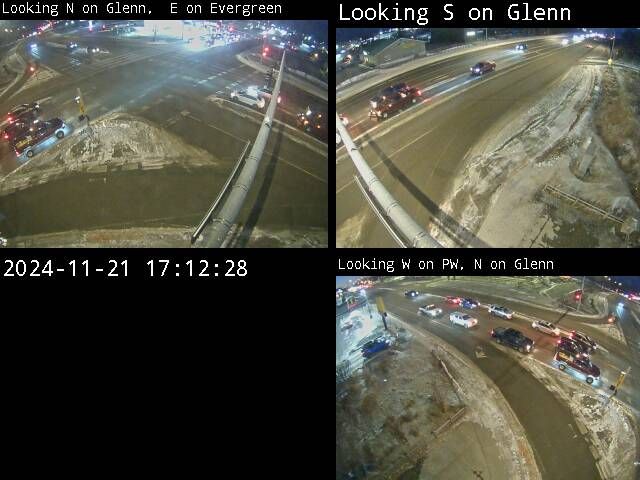 Looking N on Glenn, E on Evergreen
Looking S on Glenn
2024-11-21 17:12:28
Looking W on PW, N on Glenn